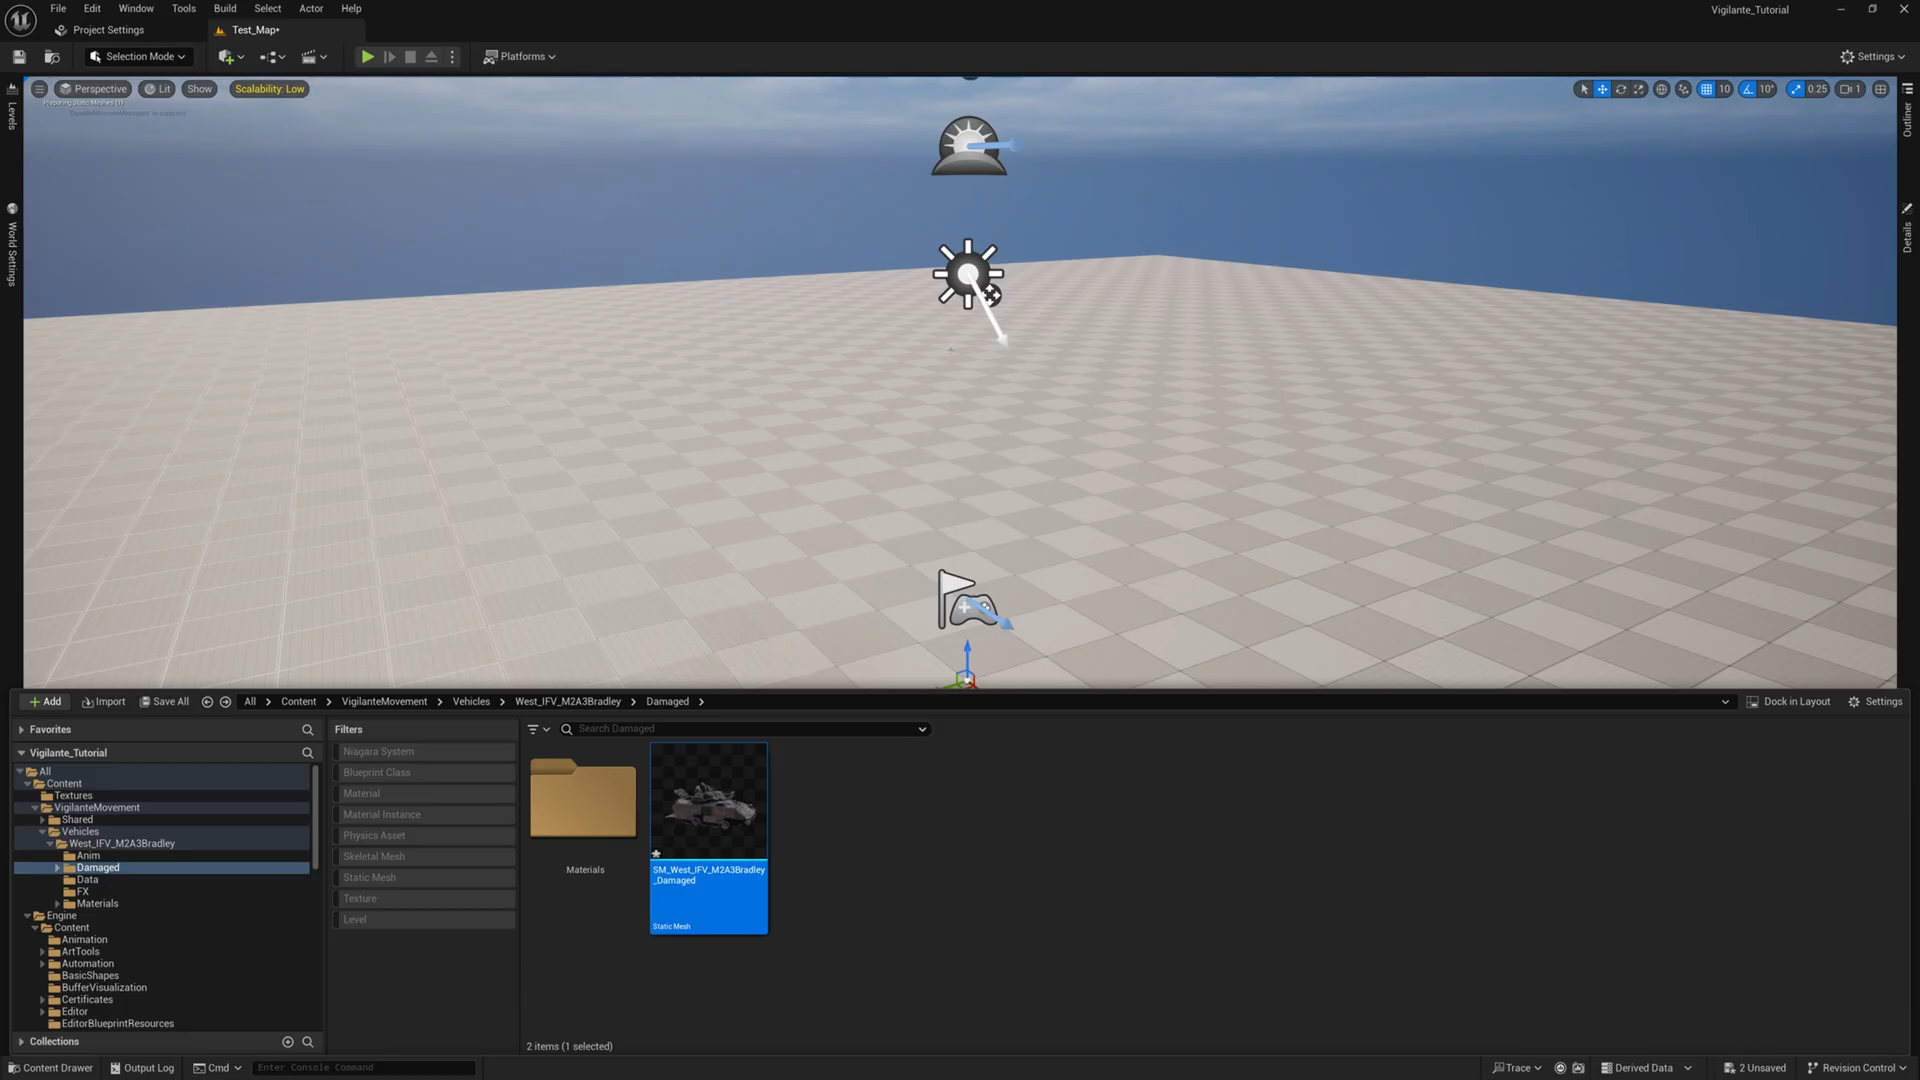 File Edit Window Tools Build Select Actor Help
Vigilante_Tutorial
Project Settings
Test_Map•
Selection Mode
Platforms
Settings
Perspective Lit Show Scalability: Low
10 10° 0.25 1
Preparing Static Meshes (1)
Levels
World Settings
Outliner
Details
Add Import Save All All Content VigilanteMovement Vehicles West_IFV_M2A3Bradley Damaged
Dock in Layout Settings
Favorites
Vigilante_Tutorial
All
Content
Textures
VigilanteMovement
Shared
Vehicles
West_IFV_M2A3Bradley
Anim
Damaged
Data
FX
Materials
Engine
Content
Animation
ArtTools
Automation
BasicShapes
BufferVisualization
Certificates
Editor
EditorBlueprintResources
Collections
Filters
Niagara System
Blueprint Class
Material
Material Instance
Physics Asset
Skeletal Mesh
Static Mesh
Texture
Level
Search Damaged
Materials
SM_West_IFV_M2A3Bradley
_Damaged
Static Mesh
2 items (1 selected)
Content Drawer Output Log Cmd Enter Console Command
Trace Derived Data 2 Unsaved Revision Control